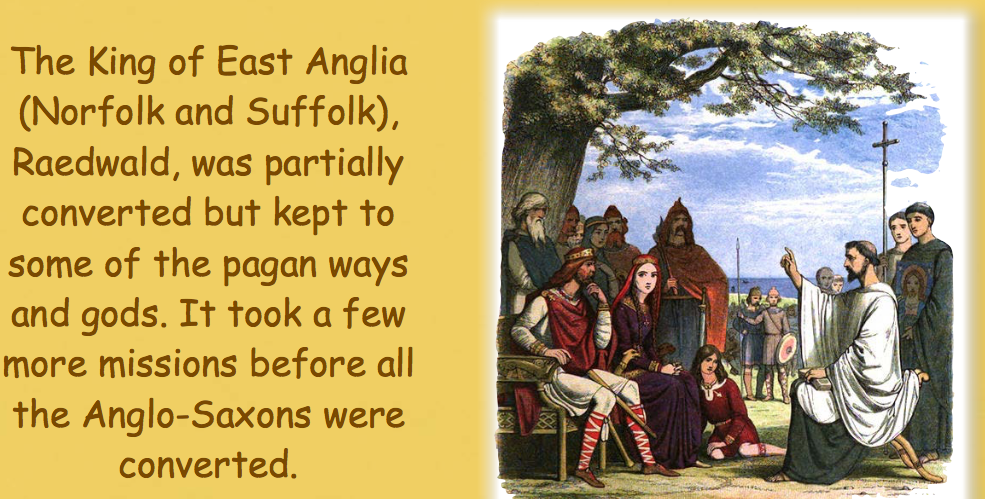 The King of East Anglia
(Norfolk and Suffolk),
Raedwald, was partially
converted but kept to
some of the pagan ways
and gods. It took a few
more missions before all
the Anglo-Saxons were
converted.